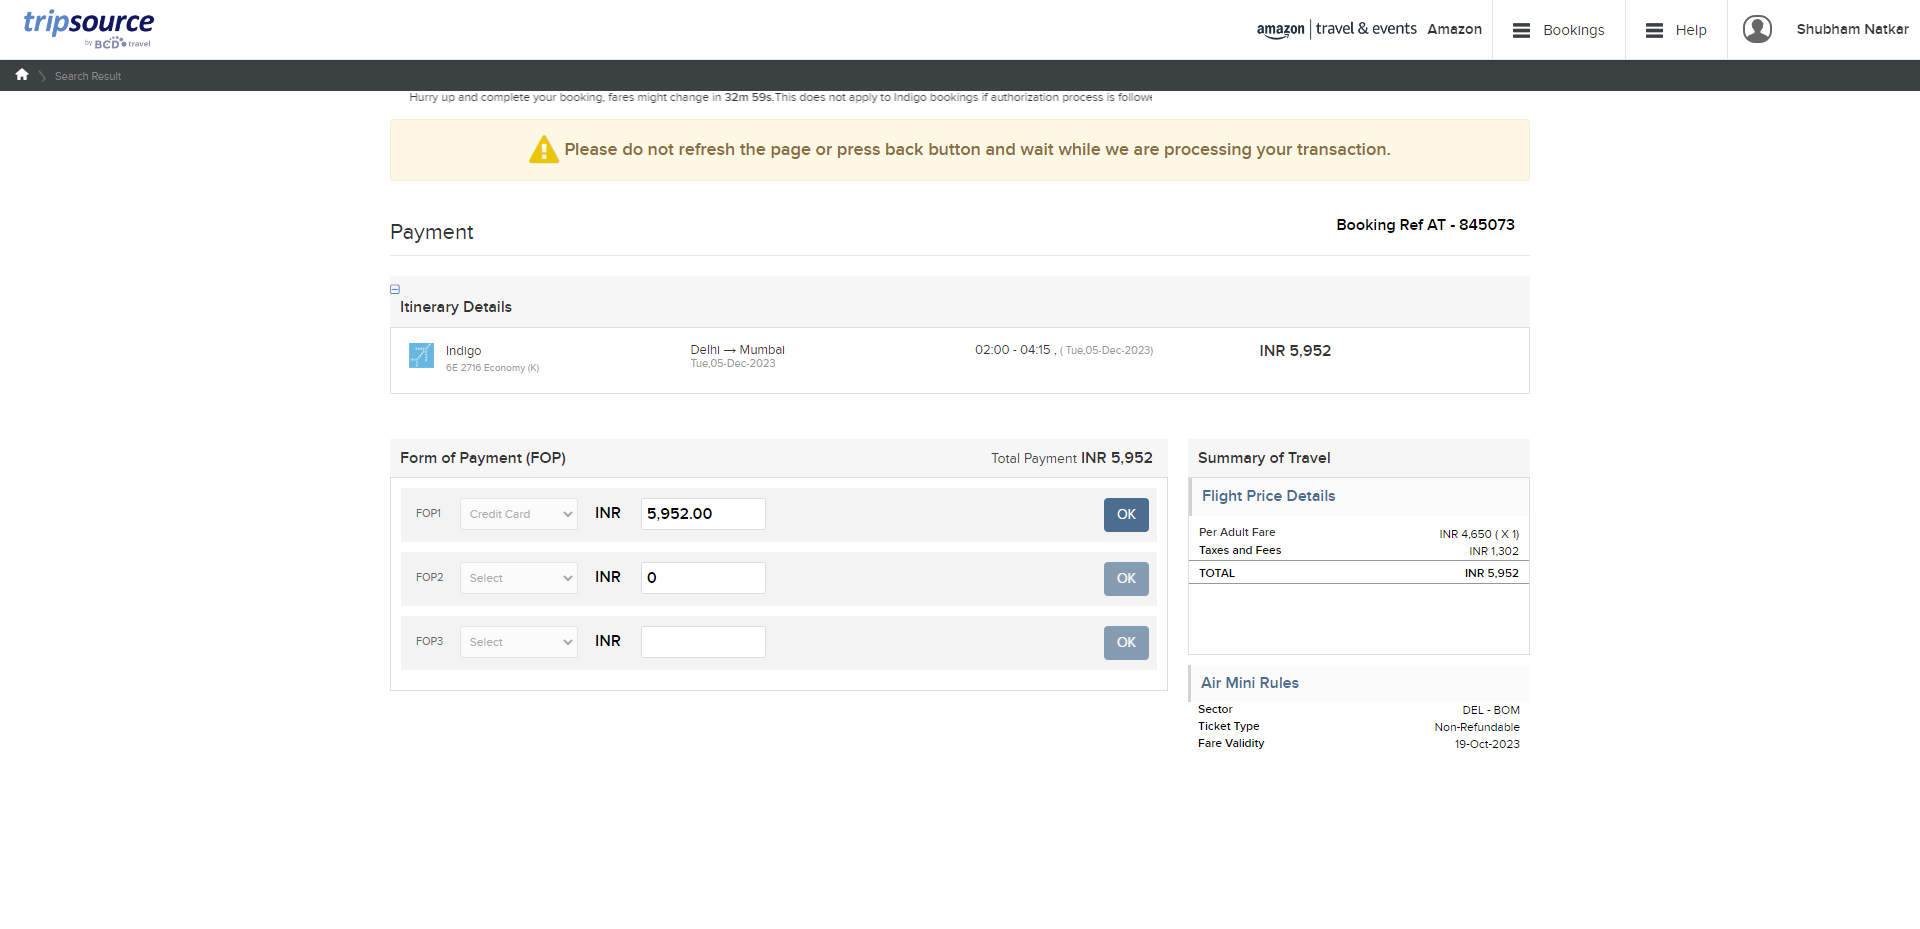 tripsource
by BCD travel
amazon | travel & events Amazon
Bookings
Help
Shubham Natkar
Search Result
Hurry up and complete your booking, fares might change in 32m 59s.This does not apply to Indigo bookings if authorization process is followe
Please do not refresh the page or press back button and wait while we are processing your transaction.
Payment
Booking Ref AT - 845073
Itinerary Details
Indigo
6E 2716 Economy (K)
Delhi → Mumbai
Tue,05-Dec-2023
02:00 - 04:15 , ( Tue,05-Dec-2023)
INR 5,952
Form of Payment (FOP)
Total Payment INR 5,952
FOP1 Credit Card INR 5,952.00 OK
FOP2 Select INR 0 OK
FOP3 Select INR OK
Summary of Travel
Flight Price Details
Per Adult Fare INR 4,650 ( X 1)
Taxes and Fees INR 1,302
TOTAL INR 5,952
Air Mini Rules
Sector DEL - BOM
Ticket Type Non-Refundable
Fare Validity 19-Oct-2023